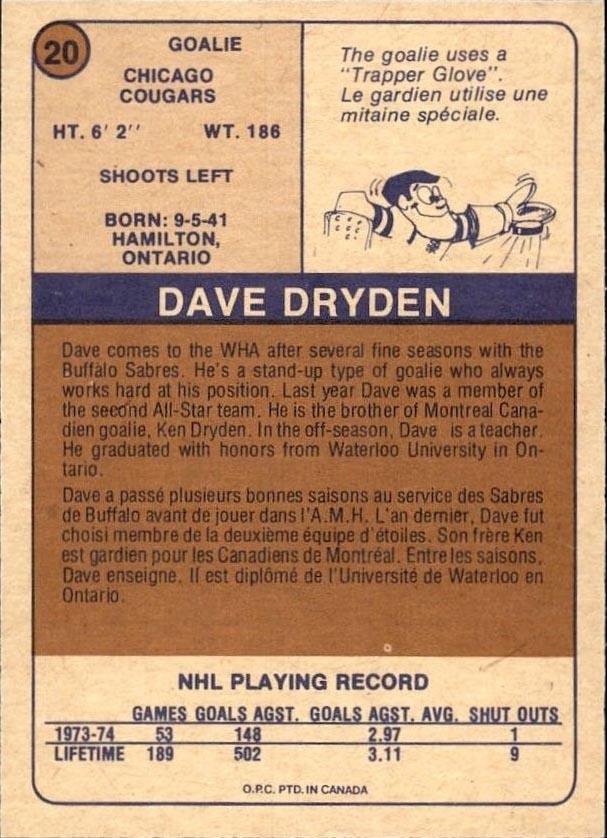 20
GOALIE
CHICAGO
COUGARS
HT. 6' 2'' WT. 186
SHOOTS LEFT
BORN: 9-5-41
HAMILTON,
ONTARIO
The goalie uses a
"Trapper Glove".
Le gardien utilise une
mitaine spéciale.
DAVE DRYDEN
Dave comes to the WHA after several fine seasons with the
Buffalo Sabres. He's a stand-up type of goalie who always
works hard at his position. Last year Dave was a member of
the second All-Star team. He is the brother of Montreal Cana-
dien goalie, Ken Dryden. In the off-season, Dave is a teacher.
He graduated with honors from Waterloo University in On-
tario.
Dave a passé plusieurs bonnes saisons au service des Sabres
de Buffalo avant de jouer dans l'A.M.H. L'an dernier, Dave fut
choisi membre de la deuxième équipe d'étoiles. Son frère Ken
est gardien pour les Canadiens de Montréal. Entre les saisons,
Dave enseigne. Il est diplômé de l'Université de Waterloo en
Ontario.
NHL PLAYING RECORD
GAMES GOALS AGST. GOALS AGST. AVG. SHUT OUTS
1973-74 53 148 2.97 1
LIFETIME 189 502 3.11 9
O.P.C. PTD. IN CANADA